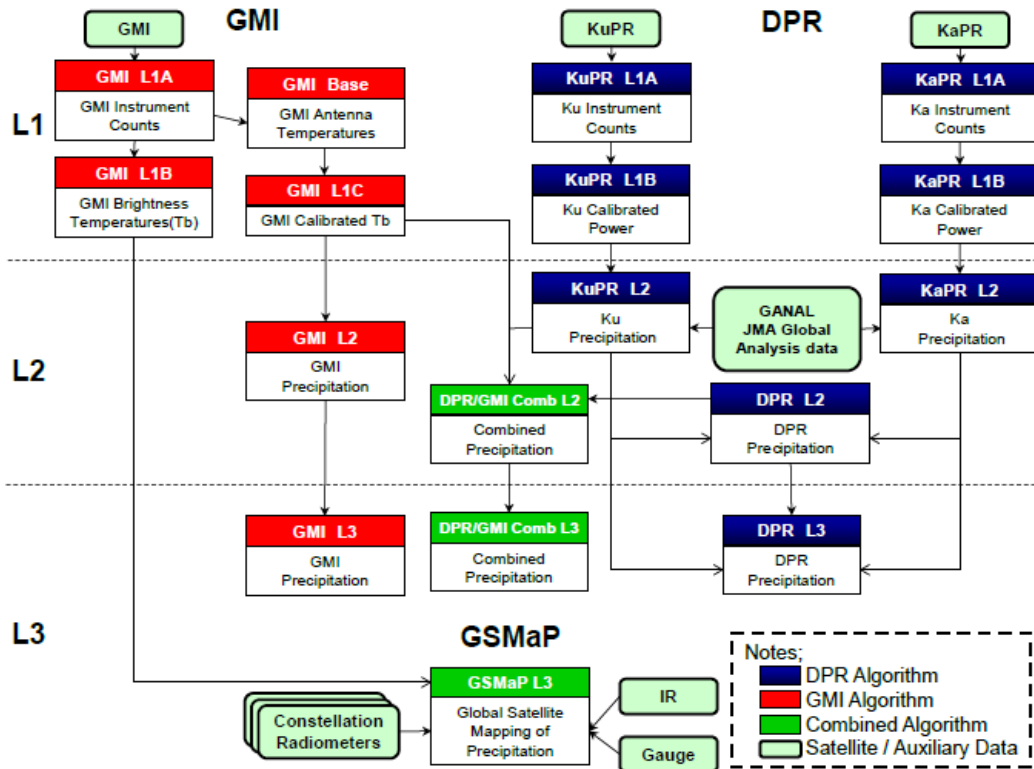 GMI
GMI
KuPR
DPR
KaPR
L1
GMI L1A
GMI Instrument
Counts
GMI Base
GMI Antenna
Temperatures
KuPR L1A
Ku Instrument
Counts
KaPR L1A
Ka Instrument
Counts
GMI L1B
GMI Brightness
Temperatures(Tb)
GMI L1C
GMI Calibrated Tb
KuPR L1B
Ku Calibrated
Power
KaPR L1B
Ka Calibrated
Power
L2
KuPR L2
Ku
Precipitation
GANAL
JMA Global
Analysis data
KaPR L2
Ka
Precipitation
GMI L2
GMI
Precipitation
DPR/GMI Comb L2
Combined
Precipitation
DPR L2
DPR
Precipitation
L3
GMI L3
GMI
Precipitation
DPR/GMI Comb L3
Combined
Precipitation
DPR L3
DPR
Precipitation
GSMaP
GSMaP L3
Global Satellite
Mapping of
Precipitation
Constellation
Radiometers
IR
Gauge
Notes;
DPR Algorithm
GMI Algorithm
Combined Algorithm
Satellite / Auxiliary Data